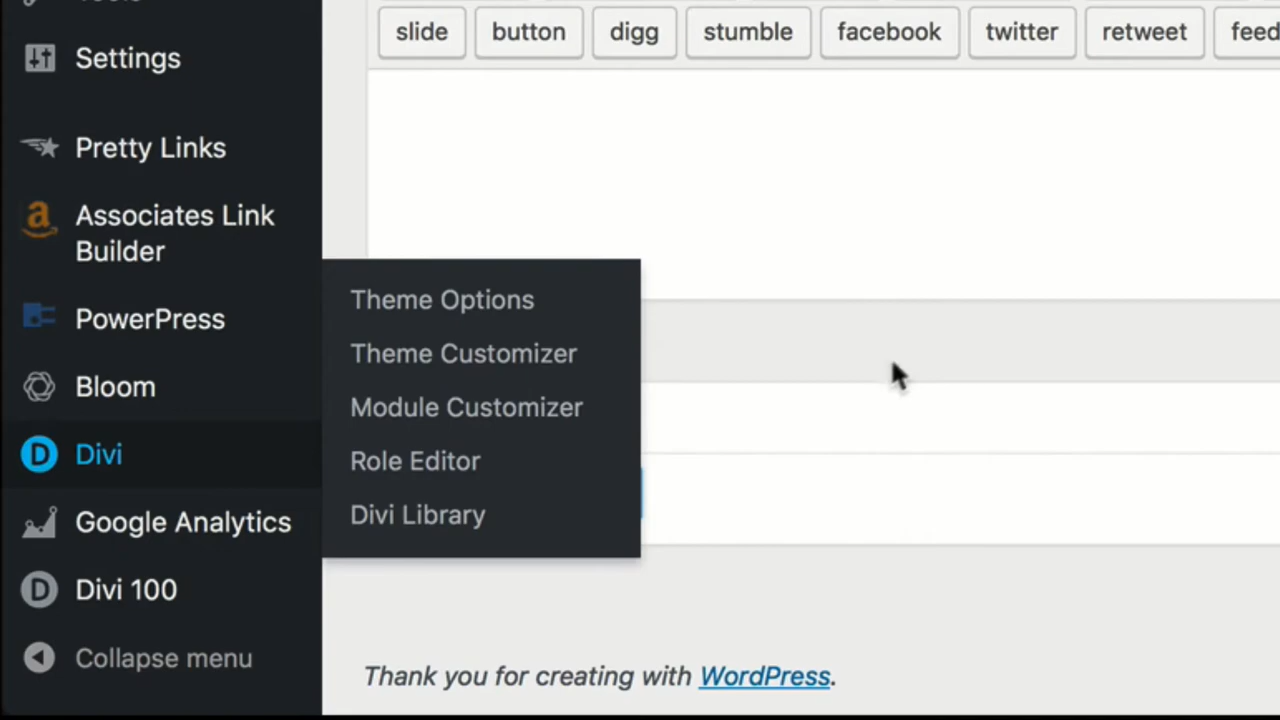 slide button digg stumble facebook twitter retweet feed
Settings
Pretty Links
Associates Link
Builder
PowerPress
Bloom
Divi
Google Analytics
Divi 100
Collapse menu
Theme Options
Theme Customizer
Module Customizer
Role Editor
Divi Library
Thank you for creating with WordPress.